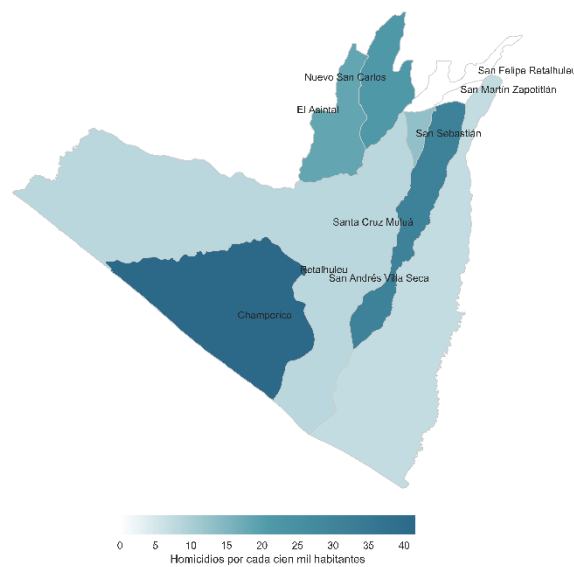 San Felipe Retalhuleu
Nuevo San Carlos
San Martín Zapotitlán
El Asintal
San Sebastián
Santa Cruz Muluá
Retalhuleu
San Andrés Villa Seca
Champerico
0 5 10 15 20 25 30 35 40
Homicidios por cada cien mil habitantes